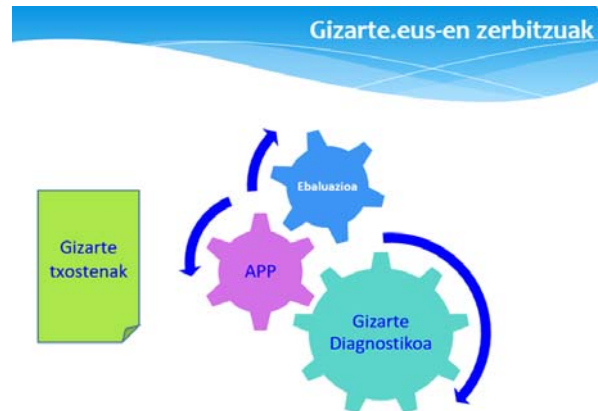 Gizarte.eus-en zerbitzuak
Ebaluazioa
Gizarte
txostenak
APP
Gizarte
Diagnostikoa